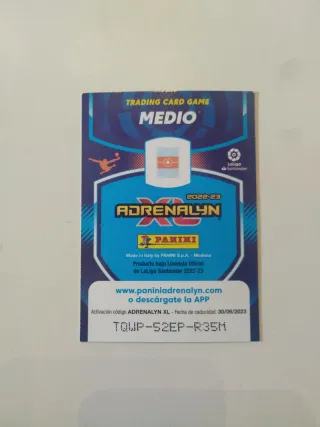 TRADING CARD GAME
MEDIO
LaLiga
Santander
2022-23
ADRENALYN
XL
PANINI
Made in Italy by PANINI S.p.A. - Modena
Producto bajo Licencia Oficial
de LaLiga Santander 2022-23
www.paniniadrenalyn.com
o descárgate la APP
Activación código ADRENALYN XL - Fecha de caducidad: 30/06/2023
TQWP-52EP-R35M